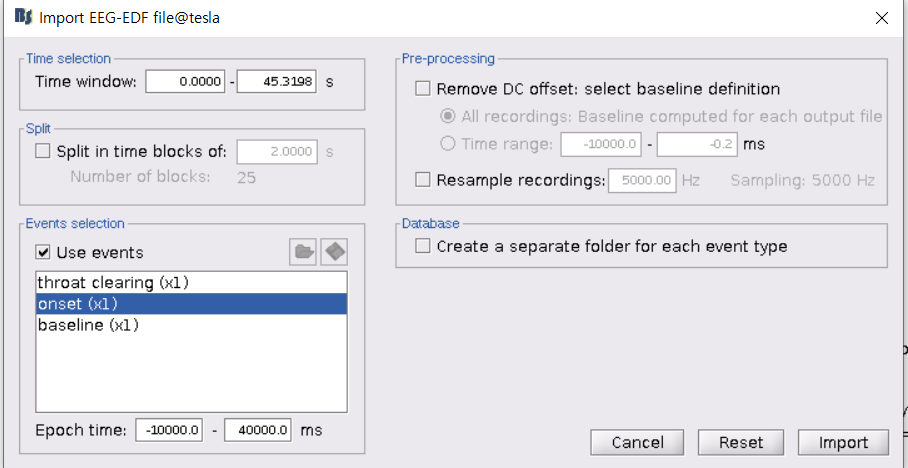 Import EEG-EDF file@tesla
Time selection
Time window: 0.0000 - 45.3198 s
Split
Split in time blocks of: 2.0000 s
Number of blocks: 25
Events selection
Use events
throat clearing (x1)
onset (x1)
baseline (x1)
Epoch time: -10000.0 - 40000.0 ms
Pre-processing
Remove DC offset: select baseline definition
All recordings: Baseline computed for each output file
Time range: -10000.0 - -0.2 ms
Resample recordings: 5000.00 Hz Sampling: 5000 Hz
Database
Create a separate folder for each event type
Cancel Reset Import